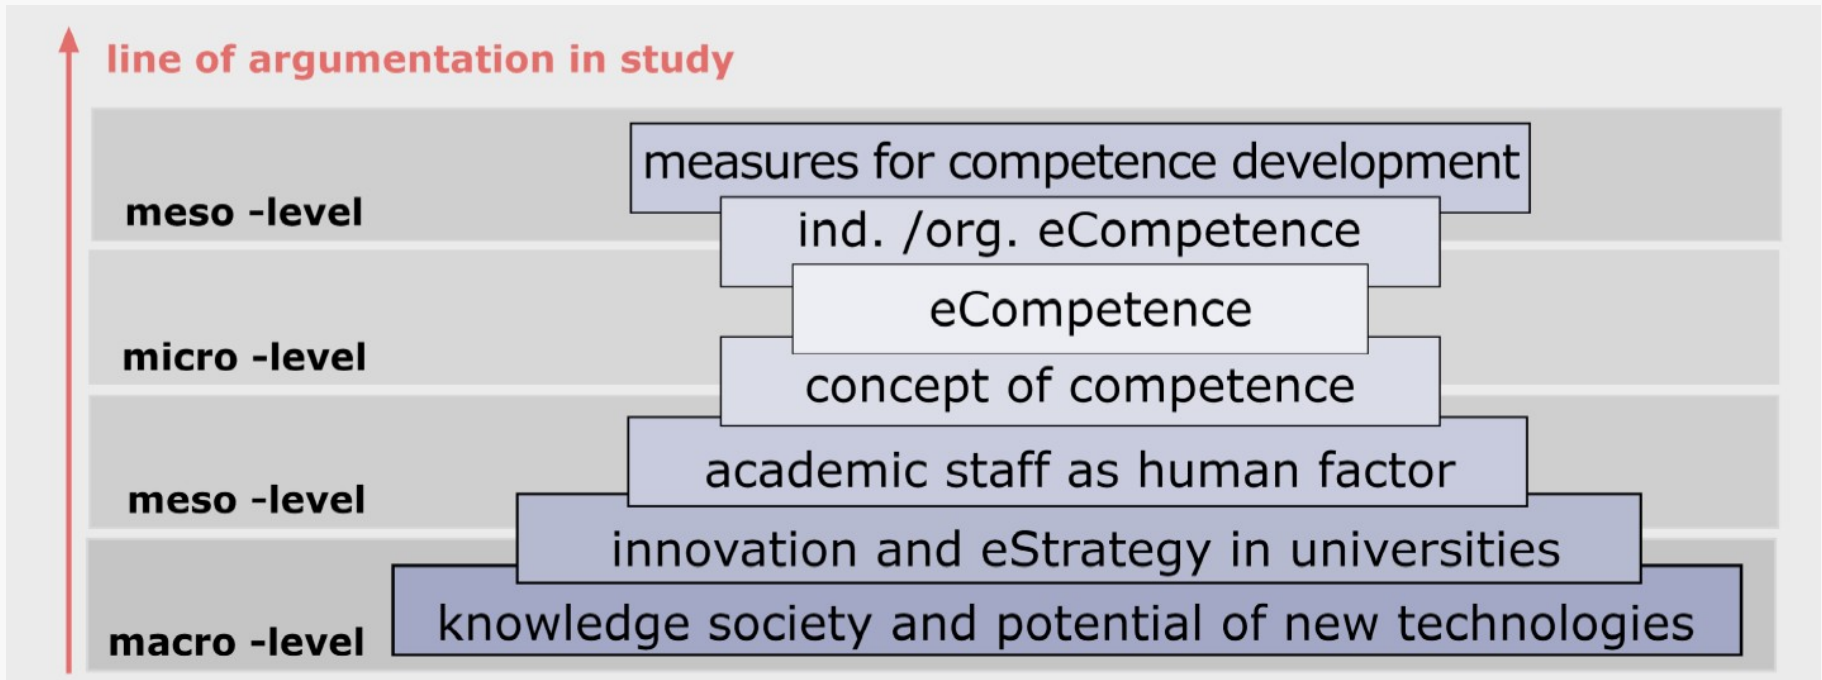 line of argumentation in study
measures for competence development
meso -level
ind. /org. eCompetence
eCompetence
micro -level
concept of competence
academic staff as human factor
meso -level
innovation and eStrategy in universities
knowledge society and potential of new technologies
macro -level